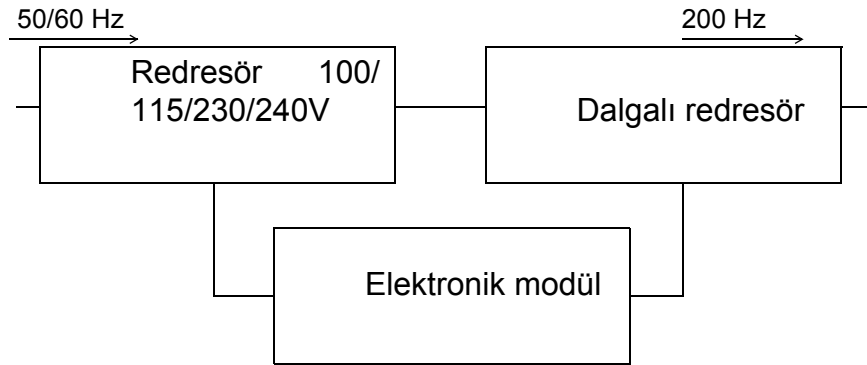 50/60 Hz
200 Hz
Redresör 100/
115/230/240V
Dalgalı redresör
Elektronik modül